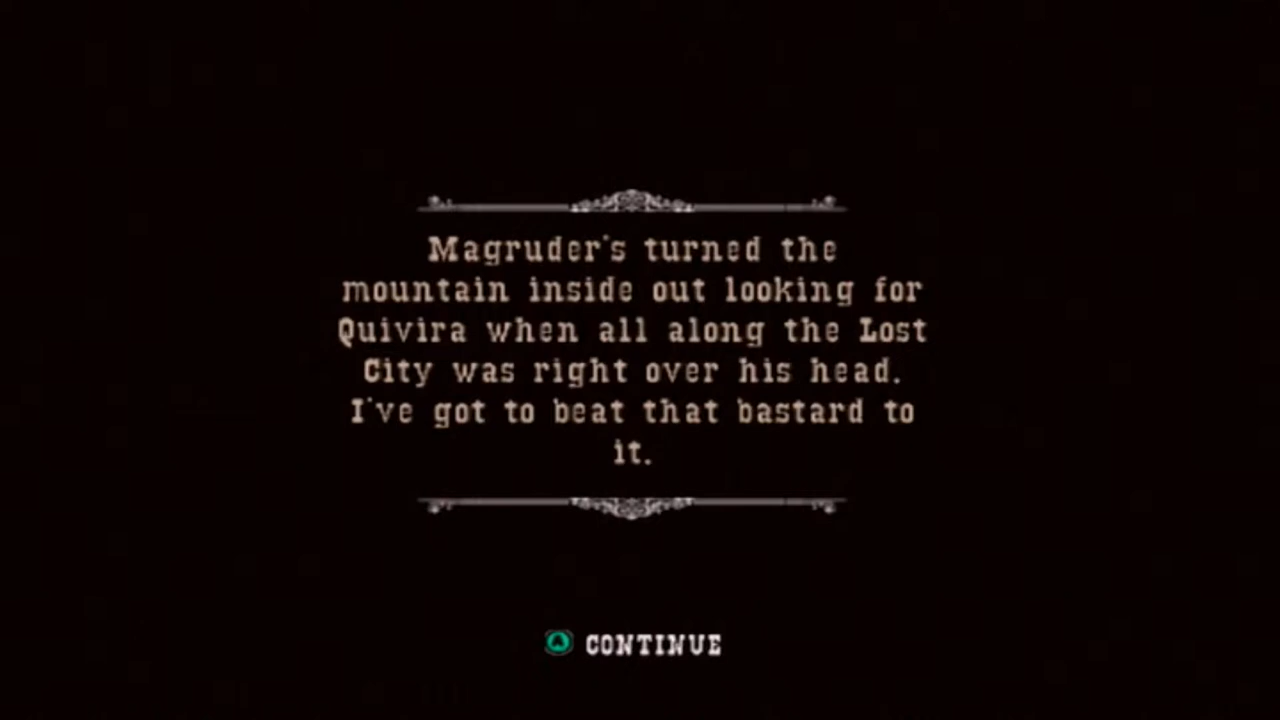 Magruder's turned the
mountain inside out looking for
Quivira when all along the Lost
City was right over his head.
I've got to beat that bastard to
it.
A CONTINUE